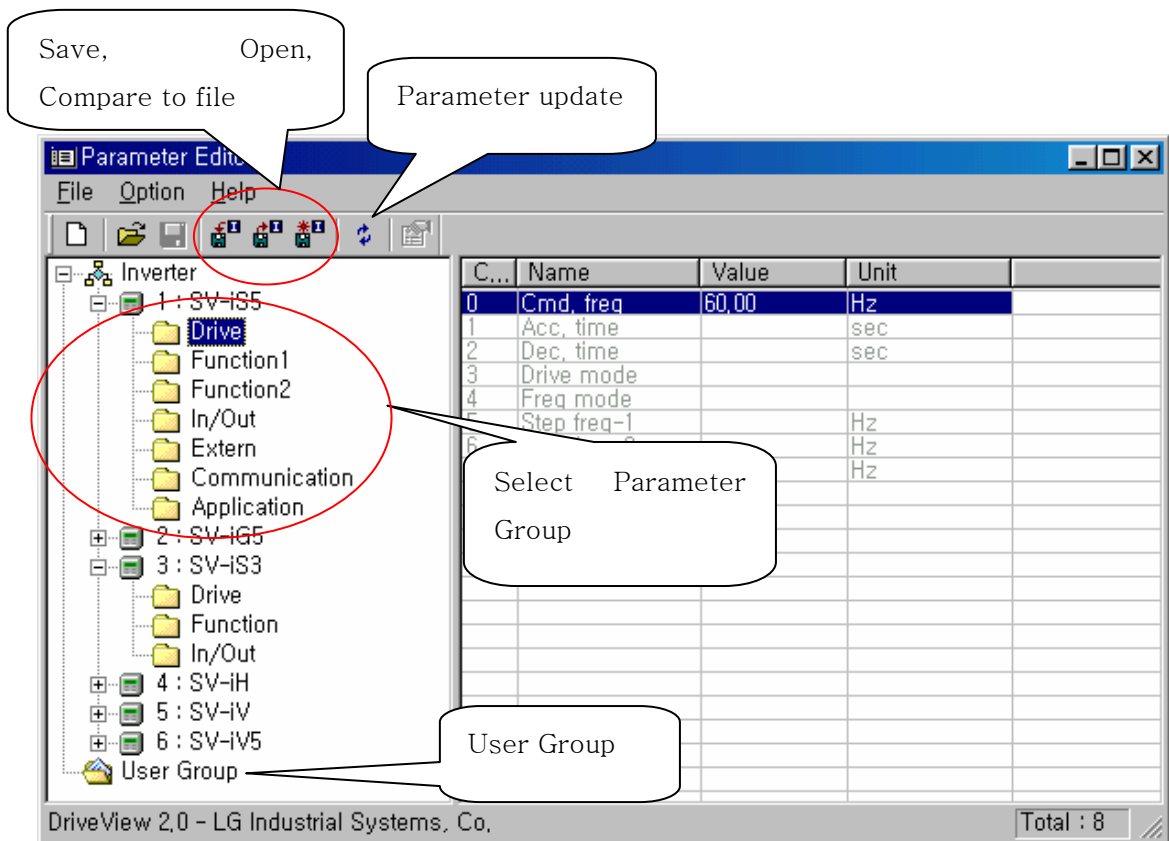 Save, Open,
Compare to file
Parameter update
Parameter Edito
File Option Help
Inverter
1 : SV-iS5
Drive
Function1
Function2
In/Out
Extern
Communication
Application
2 : SV-iG5
3 : SV-iS3
Drive
Function
In/Out
4 : SV-iH
5 : SV-iV
6 : SV-iV5
User Group
C... Name Value Unit
0 Cmd, freq 60,00 Hz
1 Acc, time sec
2 Dec, time sec
3 Drive mode
4 Freq mode
5 Step freq-1 Hz
6 Hz
Hz
Select Parameter
Group
User Group
DriveView 2,0 - LG Industrial Systems, Co, Total : 8